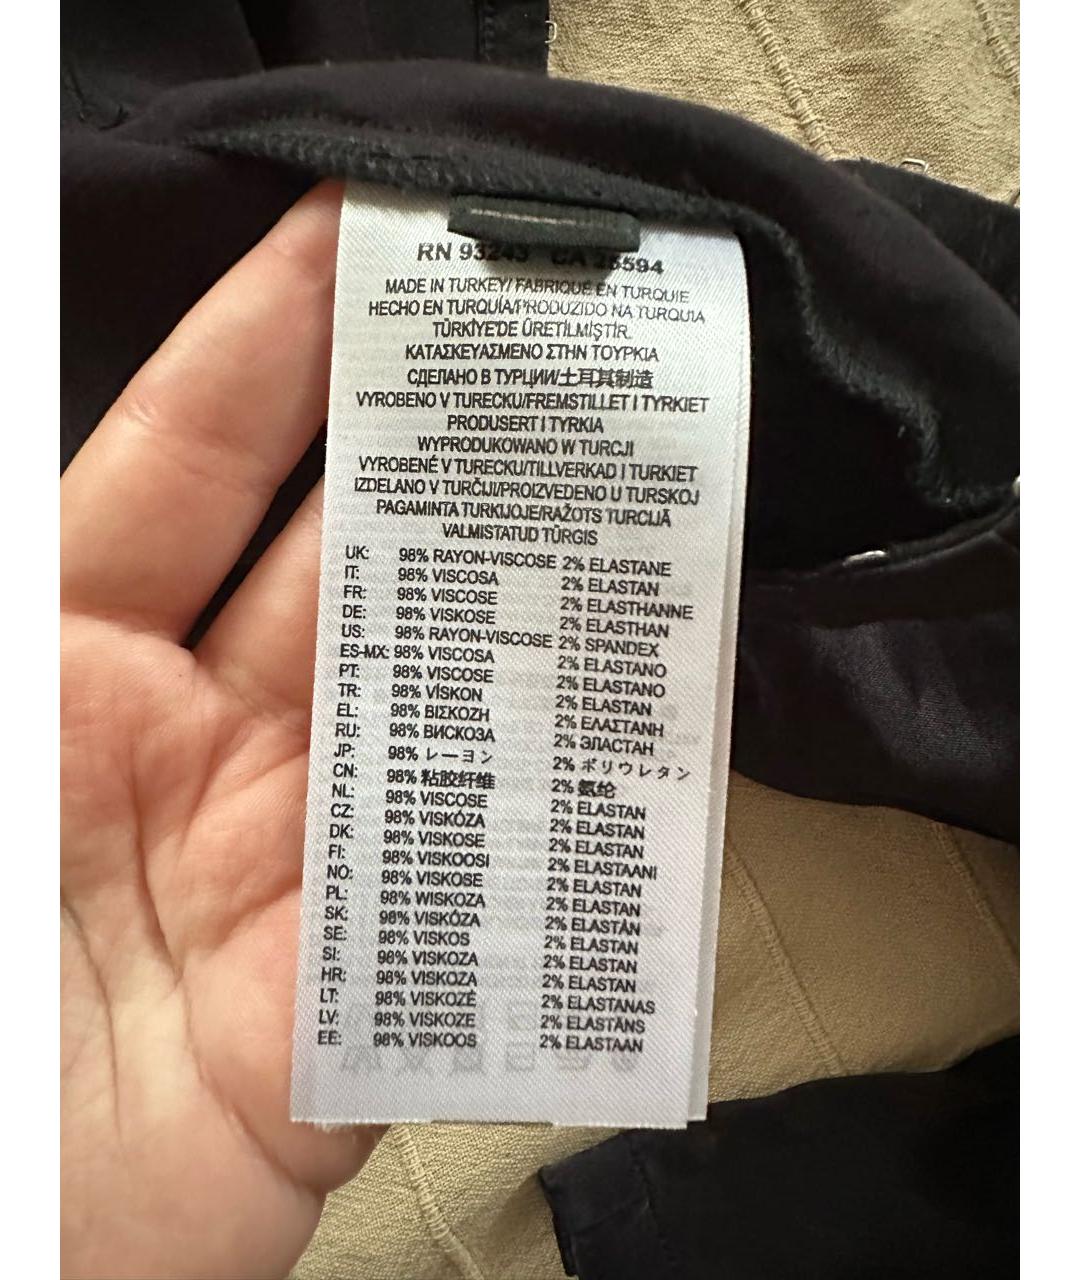 RN 93243 CA 25594
MADE IN TURKEY/ FABRIQUÉ EN TURQUIE
HECHO EN TURQUÍA/PRODUZIDO NA TURQUIA
TÜRKİYE'DE ÜRETİLMİŞTİR.
ΚΑΤΑΣΚΕΥΑΣΜΕΝΟ ΣΤΗΝ ΤΟΥΡΚΙΑ
СДЕЛАНО В ТУРЦИИ/土耳其制造
VYROBENO V TURECKU/FREMSTILLET I TYRKIET
PRODUSERT I TYRKIA
WYPRODUKOWANO W TURCJI
VYROBENÉ V TURECKU/TILLVERKAD I TURKIET
IZDELANO V TURČIJI/PROIZVEDENO U TURSKOJ
PAGAMINTA TURKIJOJE/RAŽOTS TURCIJĀ
VALMISTATUD TÜRGIS
UK: 98% RAYON-VISCOSE 2% ELASTANE
IT: 98% VISCOSA 2% ELASTAN
FR: 98% VISCOSE 2% ELASTHANNE
DE: 98% VISKOSE 2% ELASTHAN
US: 98% RAYON-VISCOSE 2% SPANDEX
ES-MX: 98% VISCOSA 2% ELASTANO
PT: 98% VISCOSE 2% ELASTANO
TR: 98% VİSKON 2% ELASTAN
EL: 98% ΒΙΣΚΟΖΗ 2% ΕΛΑΣΤΑΝΗ
RU: 98% ВИСКОЗА 2% ЭЛАСТАН
JP: 98% レーヨン 2% ポリウレタン
CN: 98% 粘胶纤维 2% 氨纶
NL: 98% VISCOSE 2% ELASTAN
CZ: 98% VISKÓZA 2% ELASTAN
DK: 98% VISKOSE 2% ELASTAN
FI: 98% VISKOOSI 2% ELASTAANI
NO: 98% VISKOSE 2% ELASTAN
PL: 98% WISKOZA 2% ELASTAN
SK: 98% VISKÓZA 2% ELASTÁN
SE: 98% VISKOS 2% ELASTAN
SI: 98% VISKOZA 2% ELASTAN
HR: 98% VISKOZA 2% ELASTAN
LT: 98% VISKOZĖ 2% ELASTANAS
LV: 98% VISKOZE 2% ELASTĀNS
EE: 98% VISKOOS 2% ELASTAAN